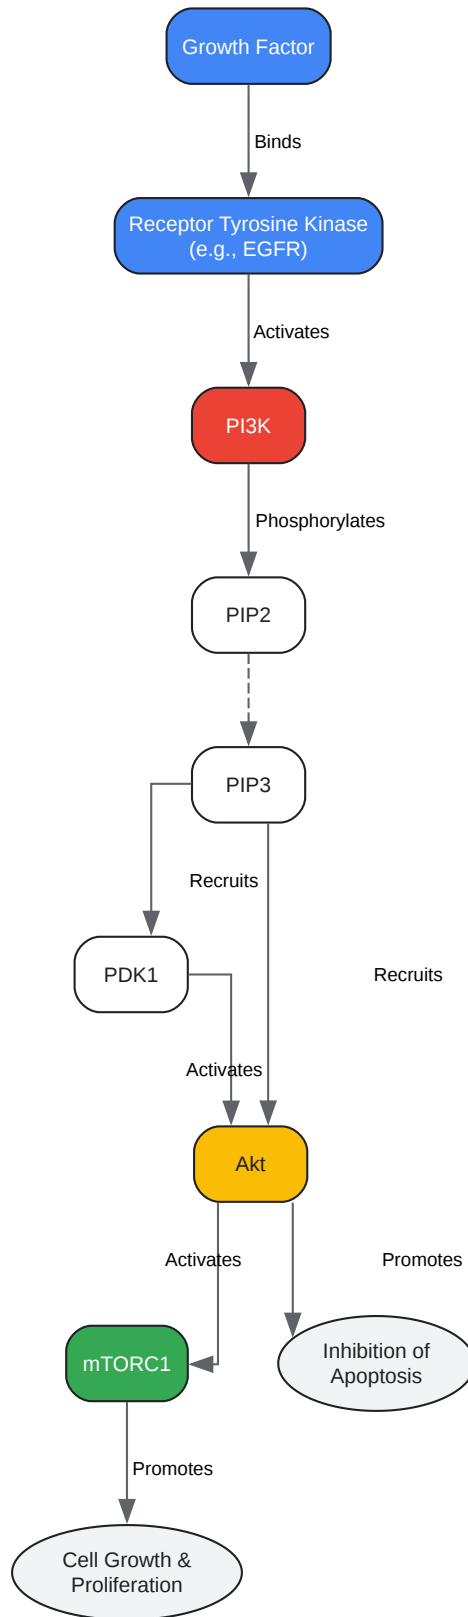 Growth Factor
Binds
Receptor Tyrosine Kinase
(e.g., EGFR)
Activates
PI3K
Phosphorylates
PIP2
PIP3
Recruits
PDK1
Recruits
Activates
Akt
Activates
Promotes
mTORC1
Inhibition of
Apoptosis
Promotes
Cell Growth &
Proliferation